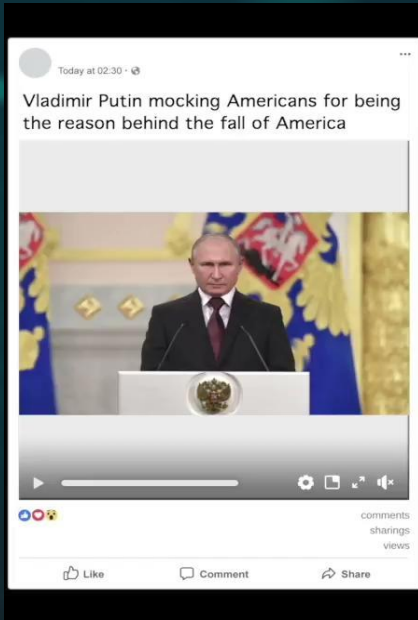 Today at 02:30 ·
Vladimir Putin mocking Americans for being
the reason behind the fall of America
comments
sharings
views
Like
Comment
Share